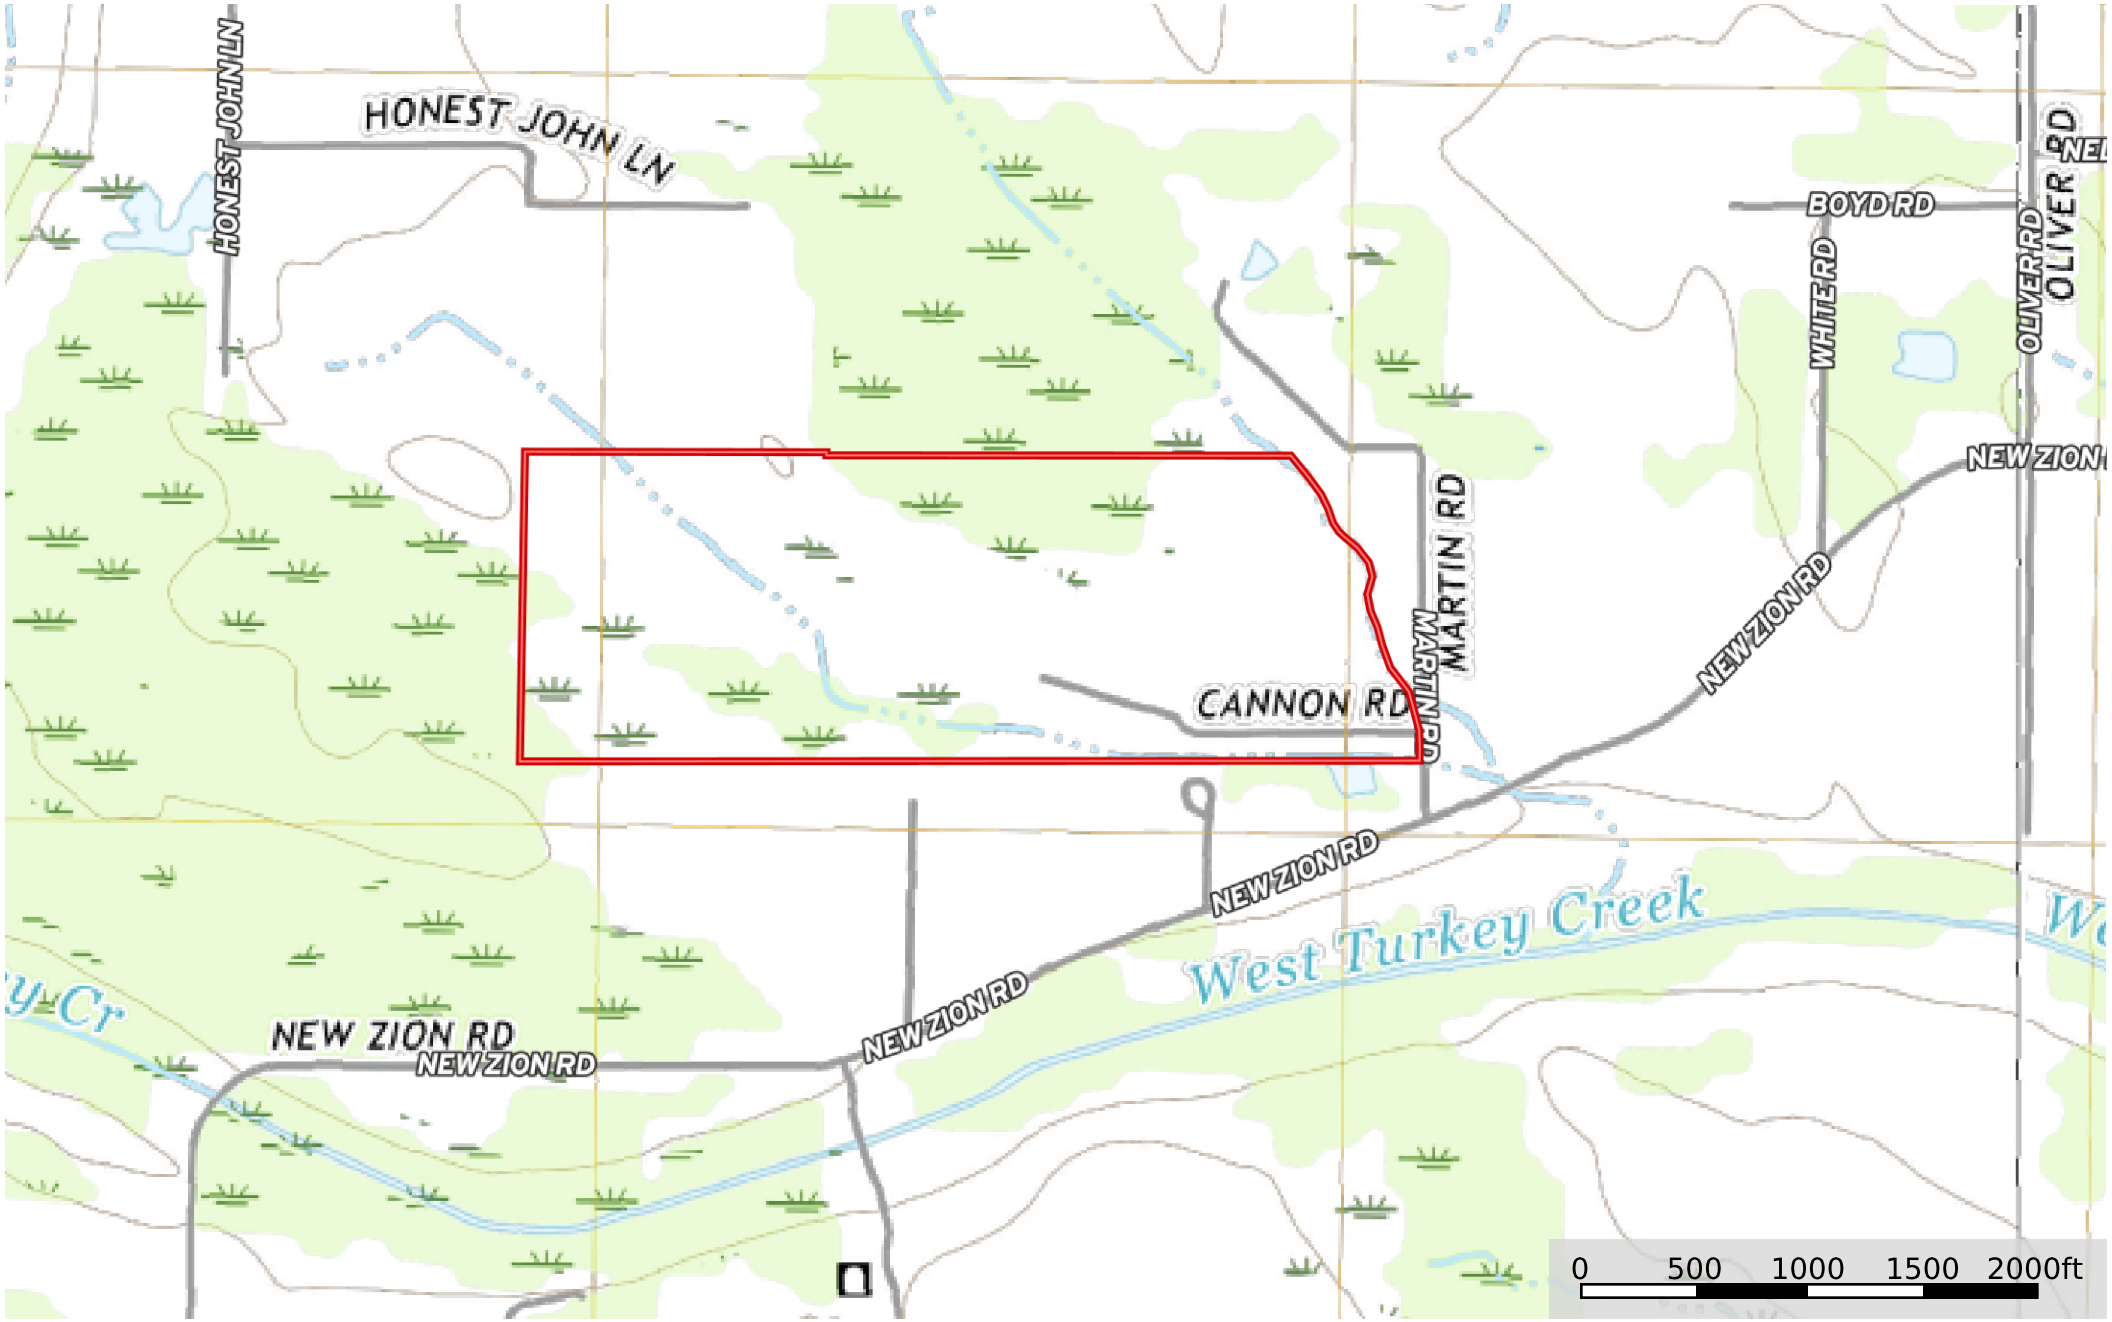 HONEST JOHN LN
HONEST JOHN LN
OLIVER RD
BOYD RD
OLIVER RD
WHITE RD
NEW ZION
MARTIN RD
MARTIN RD
NEW ZION RD
CANNON RD
NEW ZION RD
West Turkey Creek
We
y Cr
NEW ZION RD
NEW ZION RD
NEW ZION RD
0 500 1000 1500 2000ft